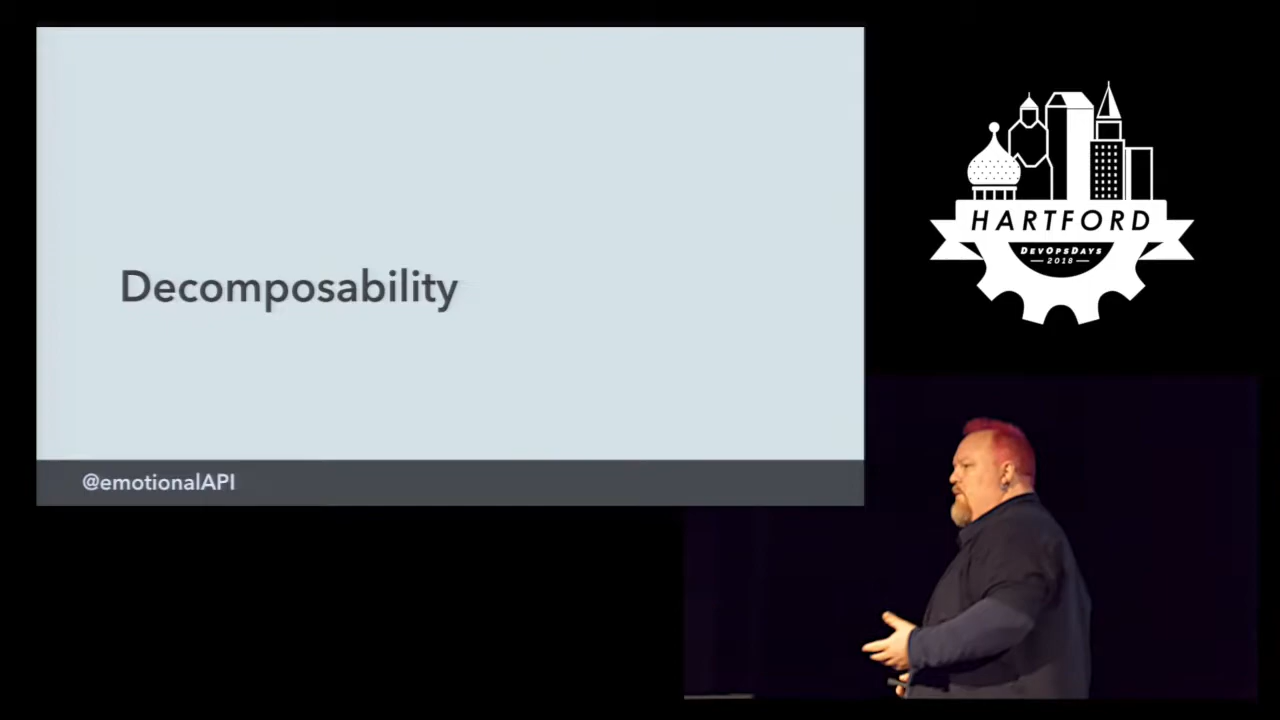 Decomposability
@emotionalAPI
HARTFORD
DEVOPSDAYS
2018